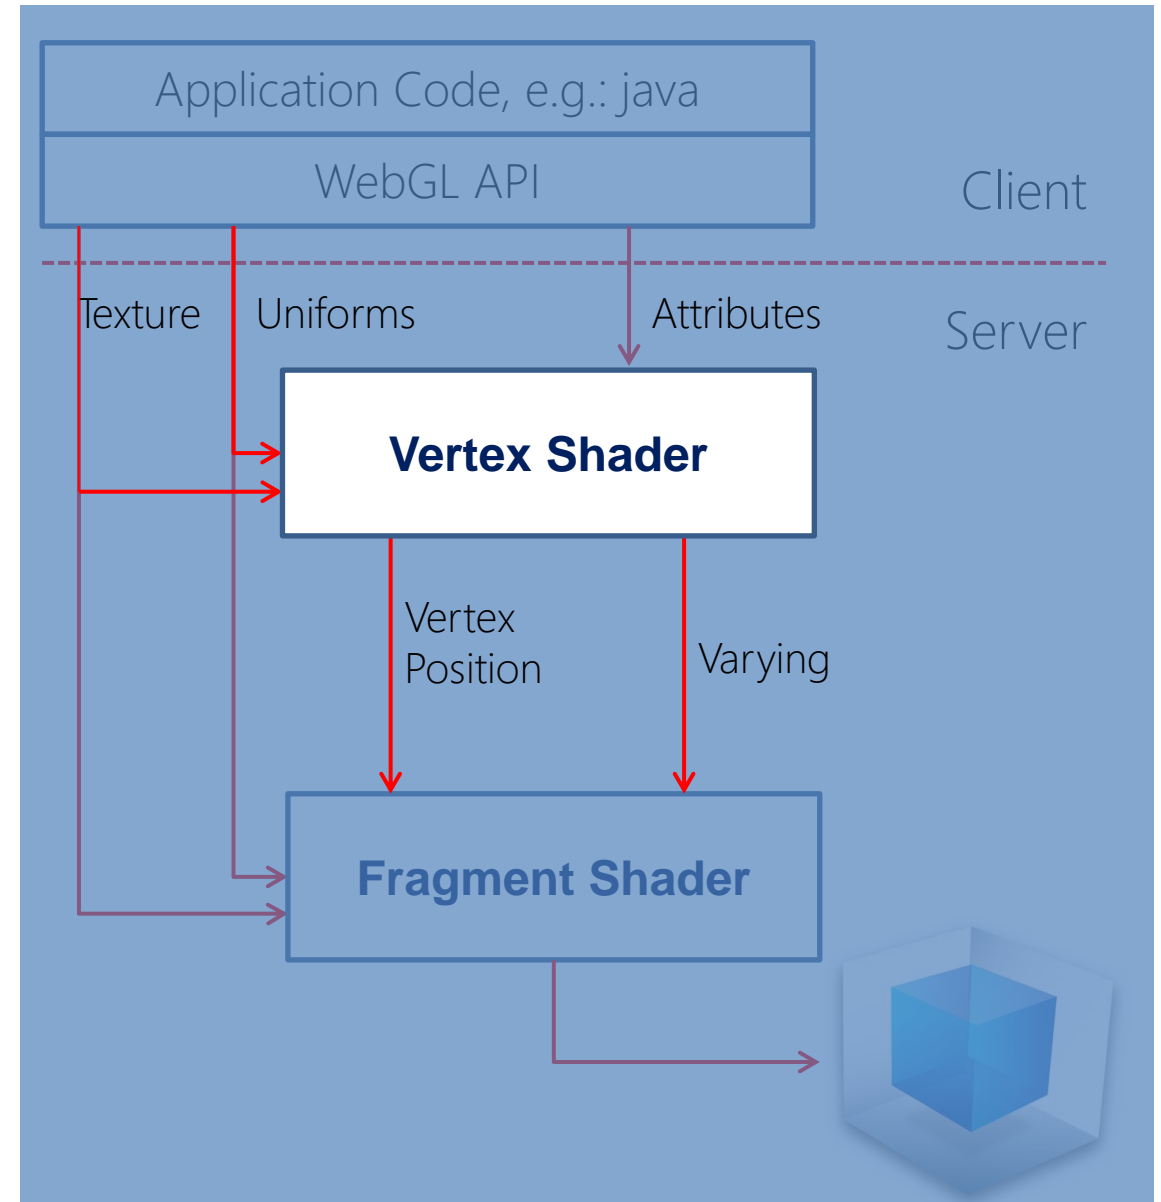 Application Code, e.g.: java
WebGL API
Client
Texture
Uniforms
Attributes
Server
Vertex Shader
Vertex
Position
Varying
Fragment Shader